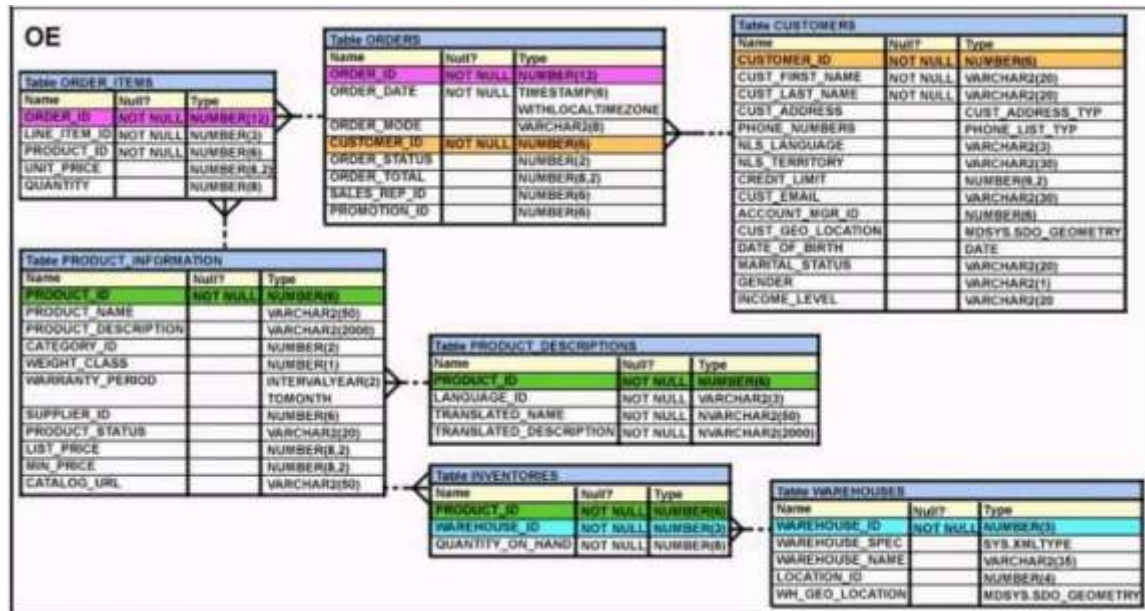 OE
Table ORDER_ITEMS
Name Null? Type
ORDER_ID NOT NULL NUMBER(12)
LINE_ITEM_ID NOT NULL NUMBER(3)
PRODUCT_ID NOT NULL NUMBER(6)
UNIT_PRICE NUMBER(8,2)
QUANTITY NUMBER(8)
Table ORDERS
Name Null? Type
ORDER_ID NOT NULL NUMBER(12)
ORDER_DATE NOT NULL TIMESTAMP(6)
WITHLOCALTIMEZONE
ORDER_MODE VARCHAR2(8)
CUSTOMER_ID NOT NULL NUMBER(6)
ORDER_STATUS NUMBER(2)
ORDER_TOTAL NUMBER(8,2)
SALES_REP_ID NUMBER(6)
PROMOTION_ID NUMBER(6)
Table CUSTOMERS
Name Null? Type
CUSTOMER_ID NOT NULL NUMBER(6)
CUST_FIRST_NAME NOT NULL VARCHAR2(20)
CUST_LAST_NAME NOT NULL VARCHAR2(20)
CUST_ADDRESS CUST_ADDRESS_TYP
PHONE_NUMBERS PHONE_LIST_TYP
NLS_LANGUAGE VARCHAR2(3)
NLS_TERRITORY VARCHAR2(30)
CREDIT_LIMIT NUMBER(9,2)
CUST_EMAIL VARCHAR2(30)
ACCOUNT_MGR_ID NUMBER(6)
CUST_GEO_LOCATION MDSYS.SDO_GEOMETRY
DATE_OF_BIRTH DATE
MARITAL_STATUS VARCHAR2(20)
GENDER VARCHAR2(1)
INCOME_LEVEL VARCHAR2(20
Table PRODUCT_INFORMATION
Name Null? Type
PRODUCT_ID NOT NULL NUMBER(6)
PRODUCT_NAME VARCHAR2(50)
PRODUCT_DESCRIPTION VARCHAR2(2000)
CATEGORY_ID NUMBER(2)
WEIGHT_CLASS NUMBER(1)
WARRANTY_PERIOD INTERVALYEAR(2)
TOMONTH
SUPPLIER_ID NUMBER(6)
PRODUCT_STATUS VARCHAR2(20)
LIST_PRICE NUMBER(8,2)
MIN_PRICE NUMBER(8,2)
CATALOG_URL VARCHAR2(50)
Table PRODUCT_DESCRIPTIONS
Name Null? Type
PRODUCT_ID NOT NULL NUMBER(6)
LANGUAGE_ID NOT NULL VARCHAR2(3)
TRANSLATED_NAME NOT NULL NVARCHAR2(50)
TRANSLATED_DESCRIPTION NOT NULL NVARCHAR2(2000)
Table INVENTORIES
Name Null? Type
PRODUCT_ID NOT NULL NUMBER(6)
WAREHOUSE_ID NOT NULL NUMBER(3)
QUANTITY_ON_HAND NOT NULL NUMBER(8)
Table WAREHOUSES
Name Null? Type
WAREHOUSE_ID NOT NULL NUMBER(3)
WAREHOUSE_SPEC SYS.XMLTYPE
WAREHOUSE_NAME VARCHAR2(35)
LOCATION_ID NUMBER(4)
WH_GEO_LOCATION MDSYS.SDO_GEOMETRY